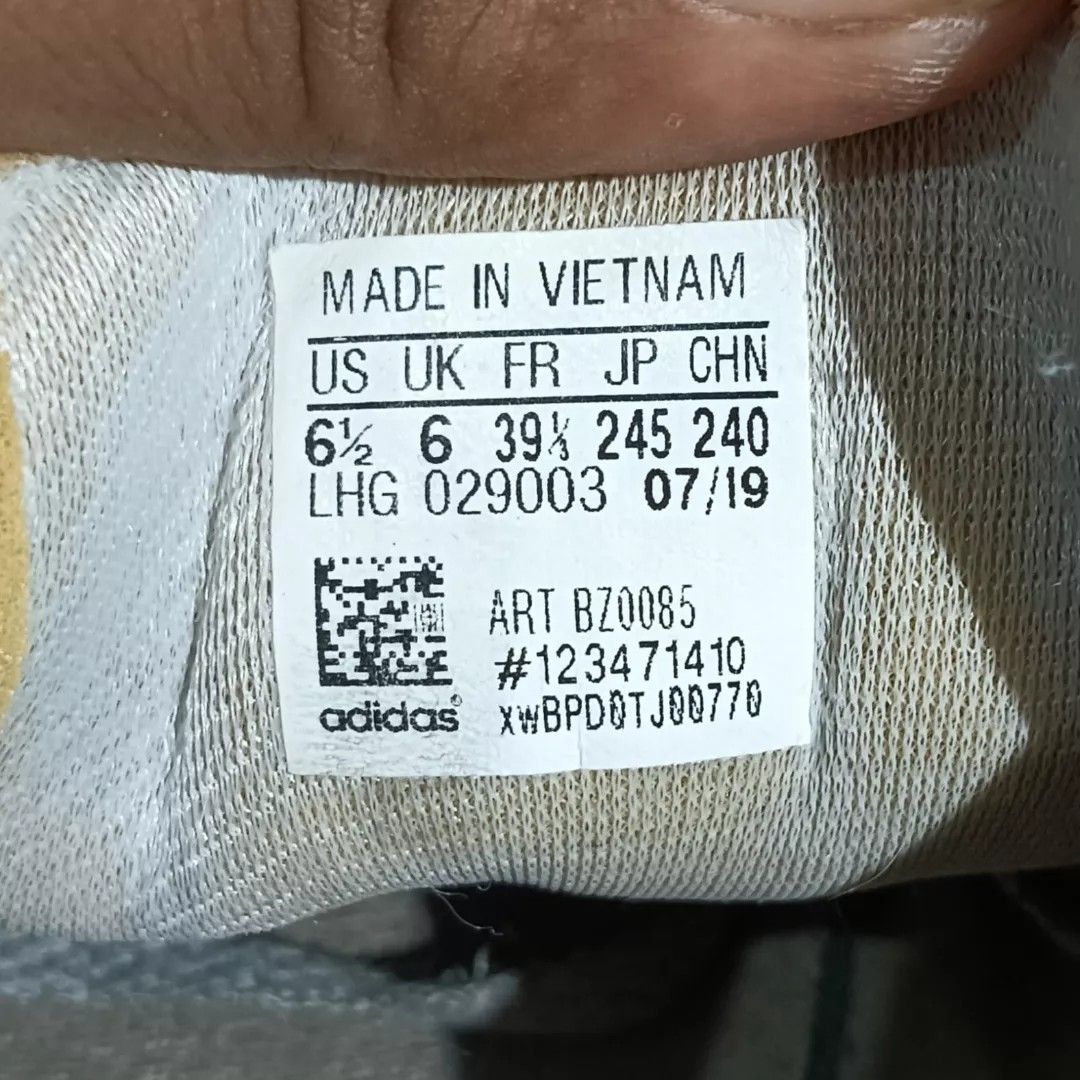 MADE IN VIETNAM
US UK FR JP CHN
6½ 6 39⅓ 245 240
LHG 029003 07/19
ART BZ0085
#123471410
adidas® xwBPD0TJ00770